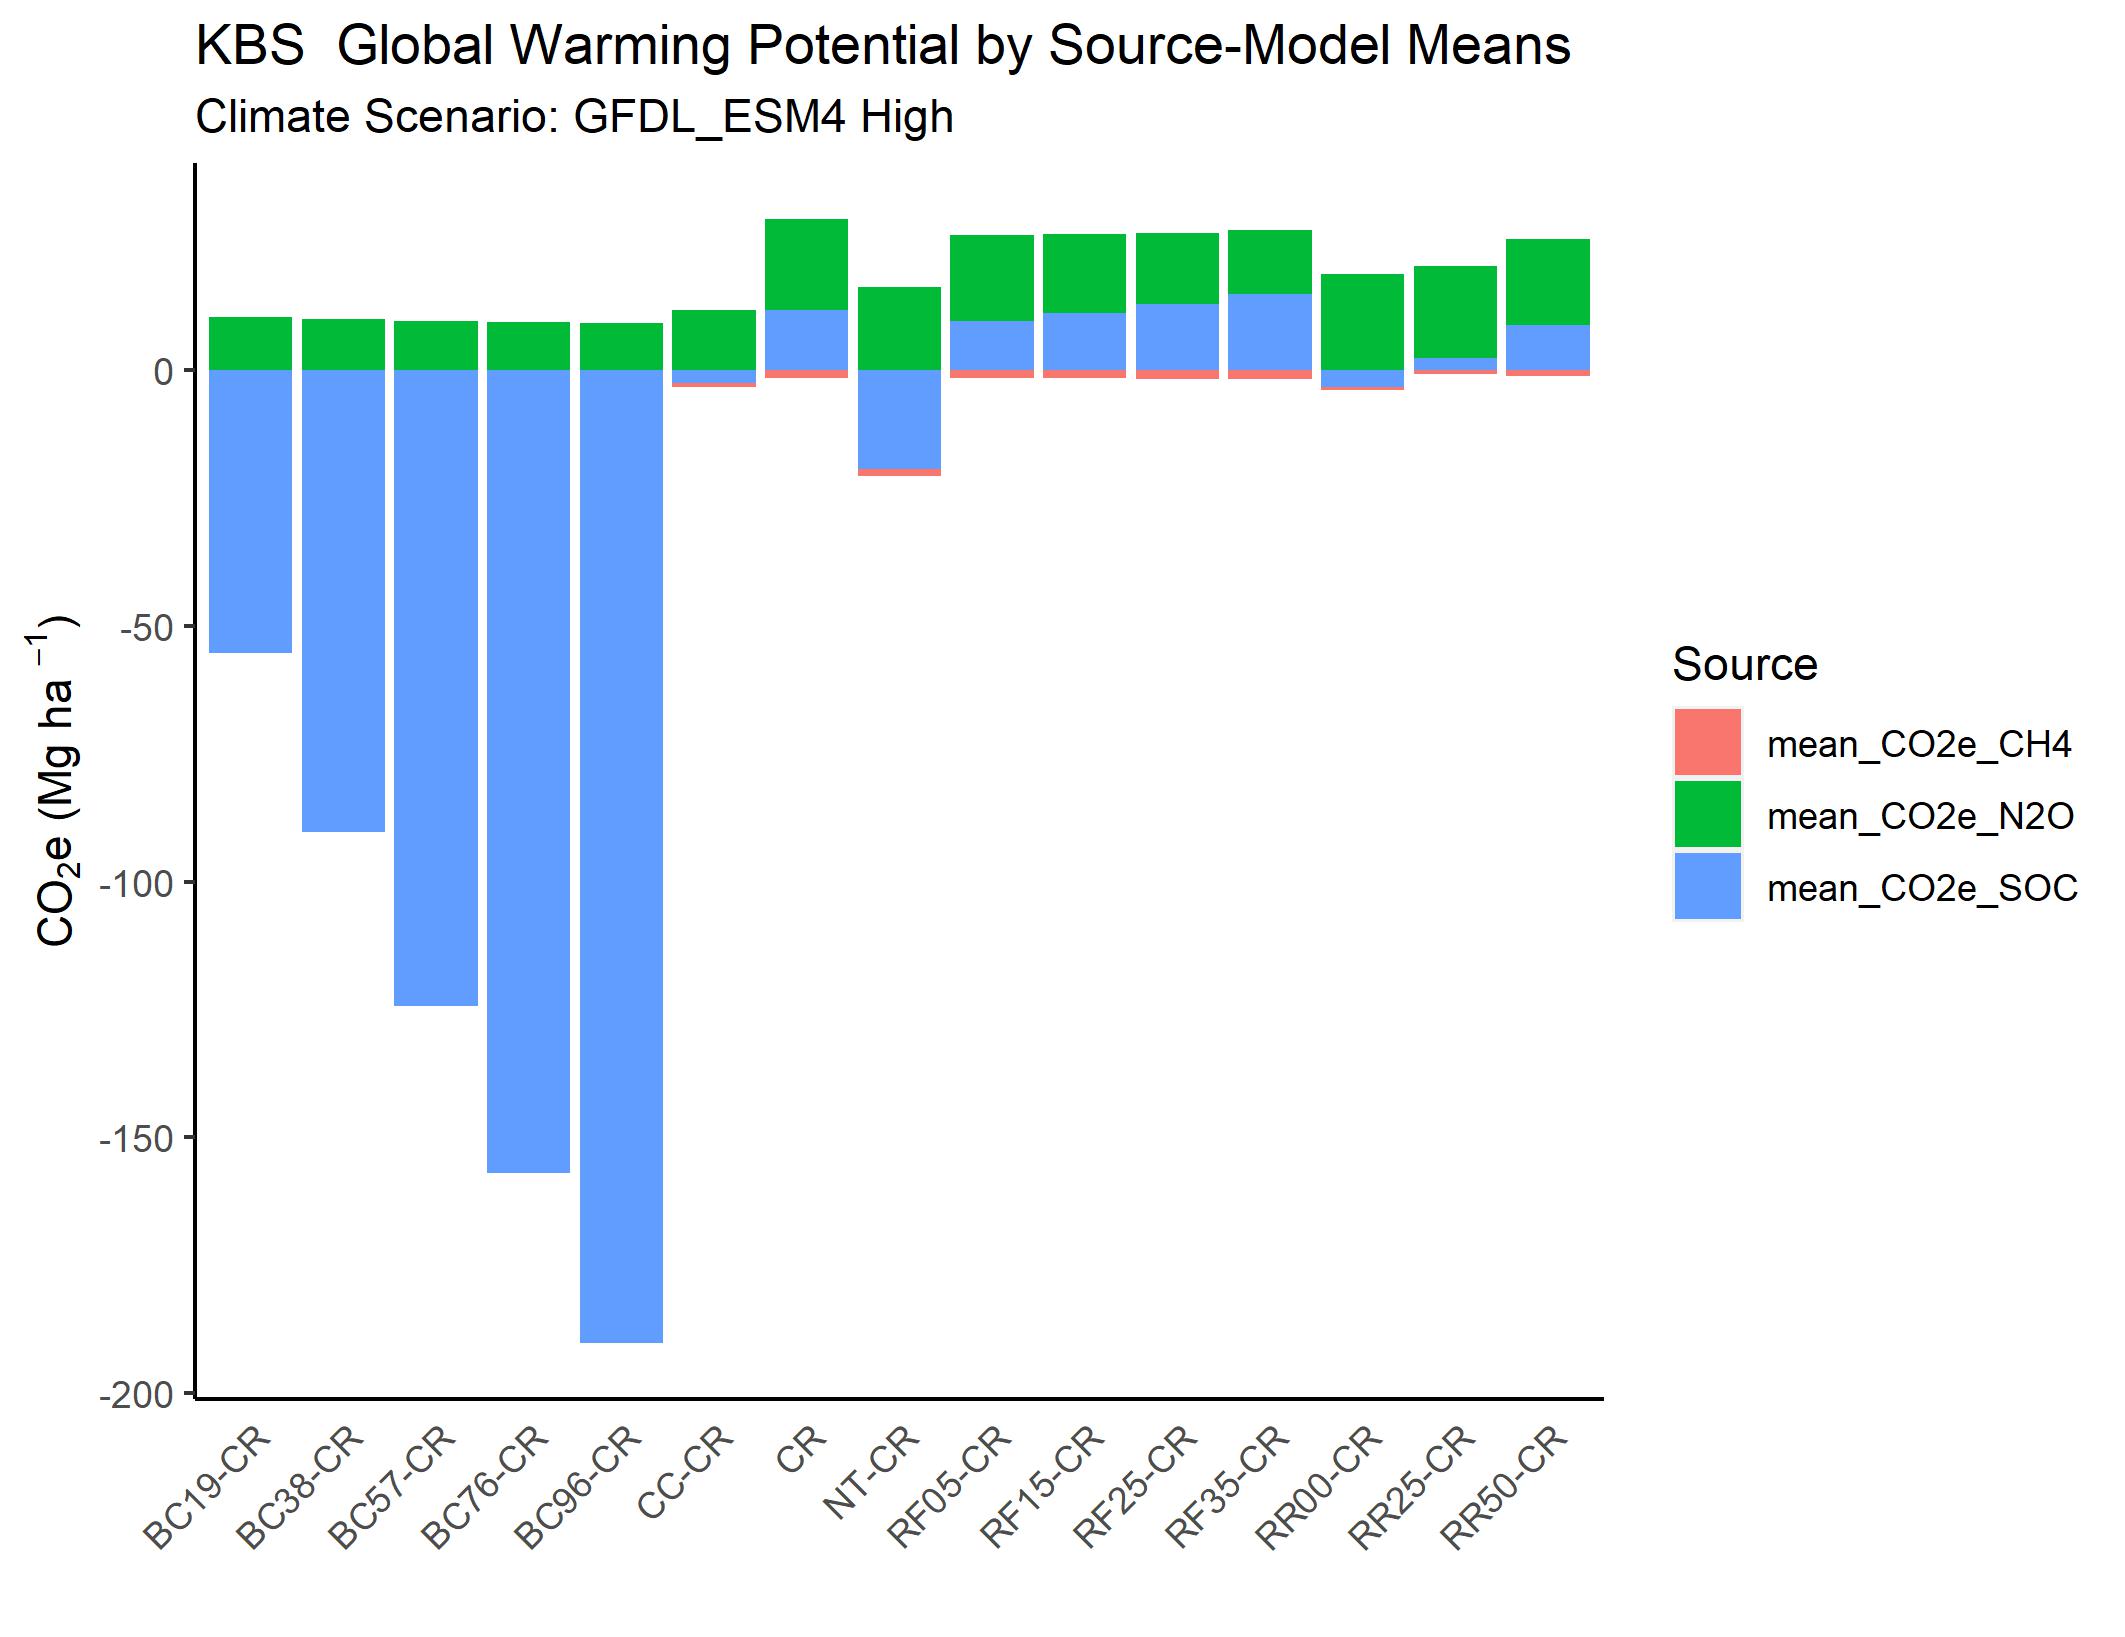 KBS  Global Warming Potential by Source-Model Means
Climate Scenario: GFDL_ESM4 High
CO₂e (Mg ha ⁻¹)
0
-50
-100
-150
-200
BC19-CR
BC38-CR
BC57-CR
BC76-CR
BC96-CR
CC-CR
CR
NT-CR
RF05-CR
RF15-CR
RF25-CR
RF35-CR
RR00-CR
RR25-CR
RR50-CR
Source
mean_CO2e_CH4
mean_CO2e_N2O
mean_CO2e_SOC